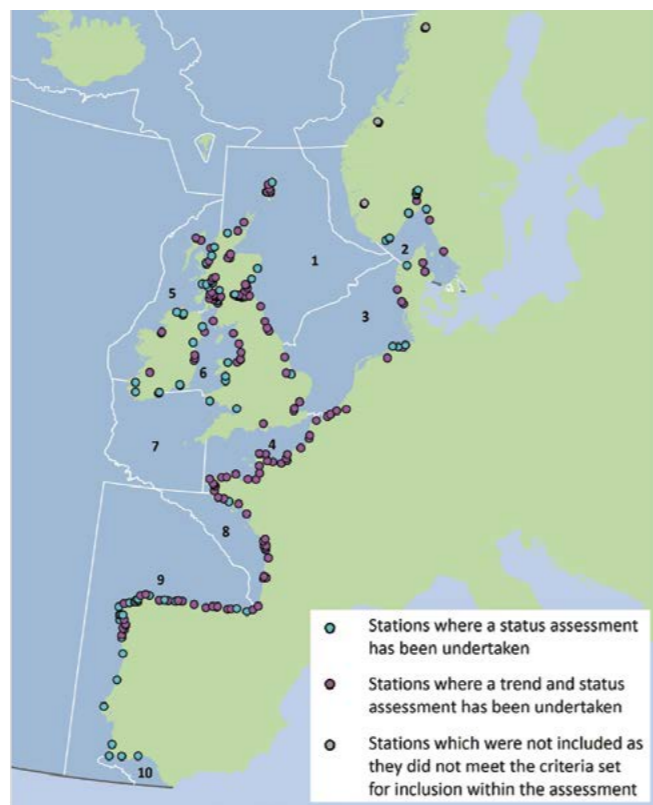 1
2
3
5
6
4
7
8
9
10
Stations where a status assessment
has been undertaken
Stations where a trend and status
assessment has been undertaken
Stations which were not included as
they did not meet the criteria set
for inclusion within the assessment